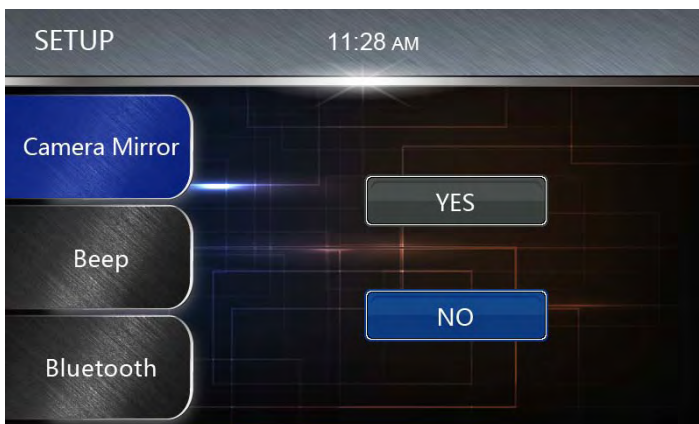 SETUP
11:28 AM
Camera Mirror
YES
Beep
NO
Bluetooth